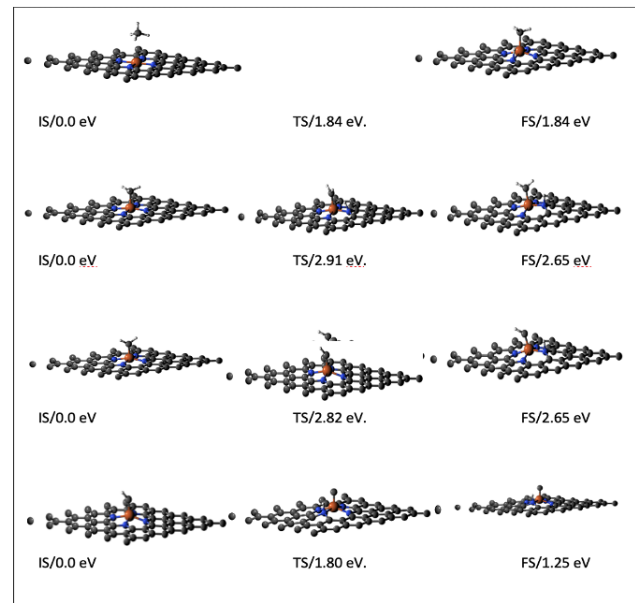 IS/0.0 eV TS/1.84 eV. FS/1.84 eV
IS/0.0 eV TS/2.91 eV. FS/2.65 eV
IS/0.0 eV TS/2.82 eV. FS/2.65 eV
IS/0.0 eV TS/1.80 eV. FS/1.25 eV